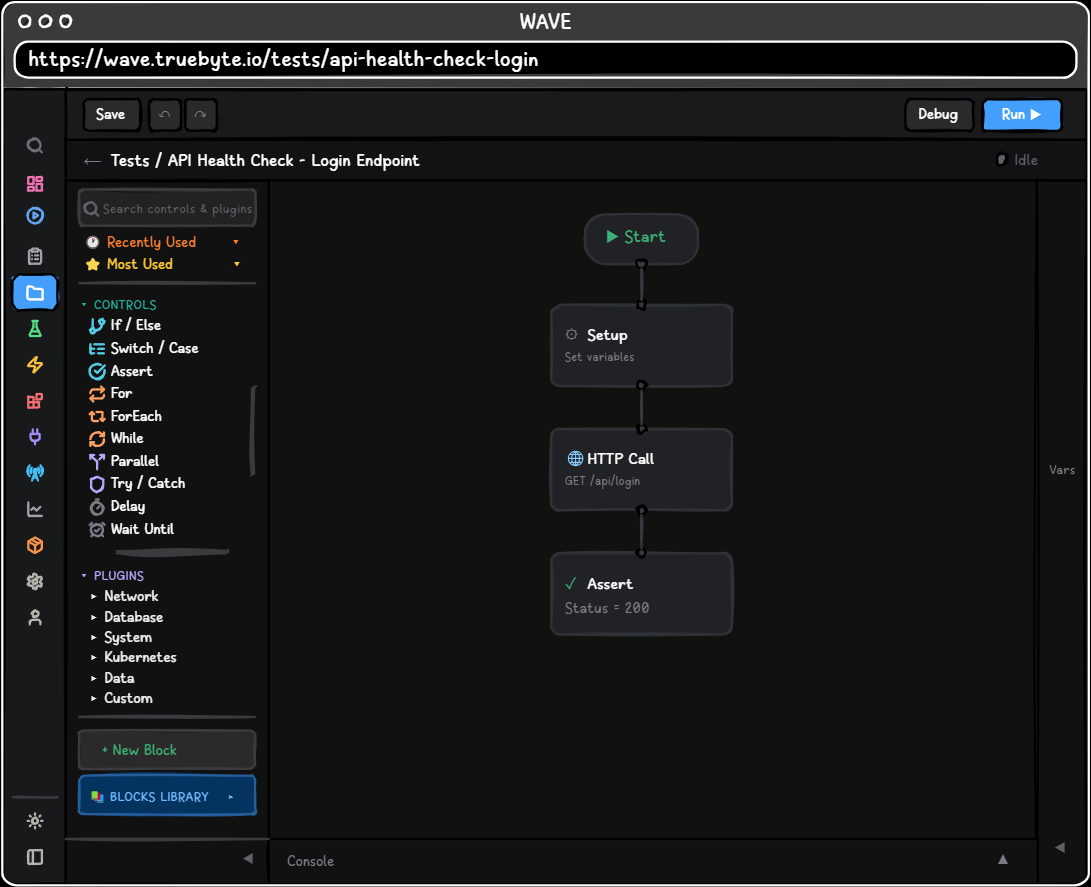 WAVE
https://wave.truebyte.io/tests/api-health-check-login
Save
Debug
Run
← Tests / API Health Check - Login Endpoint
Idle
Search controls & plugins
Recently Used
Most Used
CONTROLS
If / Else
Switch / Case
Assert
For
ForEach
While
Parallel
Try / Catch
Delay
Wait Until
PLUGINS
Network
Database
System
Kubernetes
Data
Custom
+ New Block
BLOCKS LIBRARY
Start
Setup
Set variables
HTTP Call
GET /api/login
Assert
Status = 200
Vars
Console